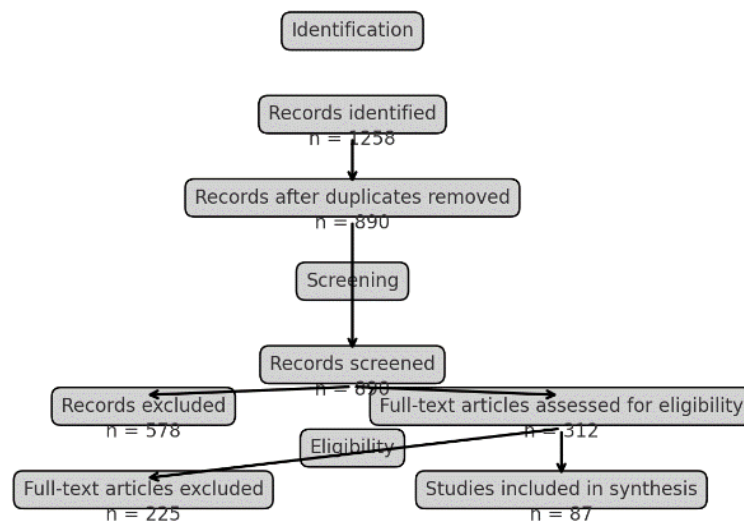 Identification
Records identified
n = 1258
Records after duplicates removed
n = 890
Screening
Records screened
n = 890
Records excluded
n = 578
Full-text articles assessed for eligibility
n = 312
Eligibility
Full-text articles excluded
n = 225
Studies included in synthesis
n = 87